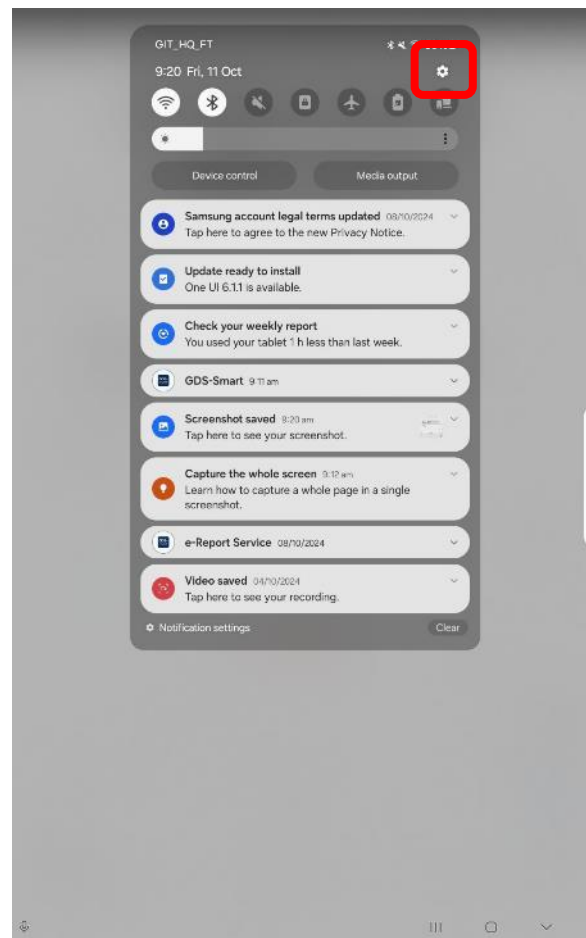 GIT_HQ_FT
9:20 Fri, 11 Oct
Device control Media output
Samsung account legal terms updated 08/10/2024
Tap here to agree to the new Privacy Notice.
Update ready to install
One UI 6.1.1 is available.
Check your weekly report
You used your tablet 1 h less than last week.
GDS-Smart 9:11 am
Screenshot saved 9:20 am
Tap here to see your screenshot.
Capture the whole screen 9:12 am
Learn how to capture a whole page in a single
screenshot.
e-Report Service 08/10/2024
Video saved 04/10/2024
Tap here to see your recording.
Notification settings Clear